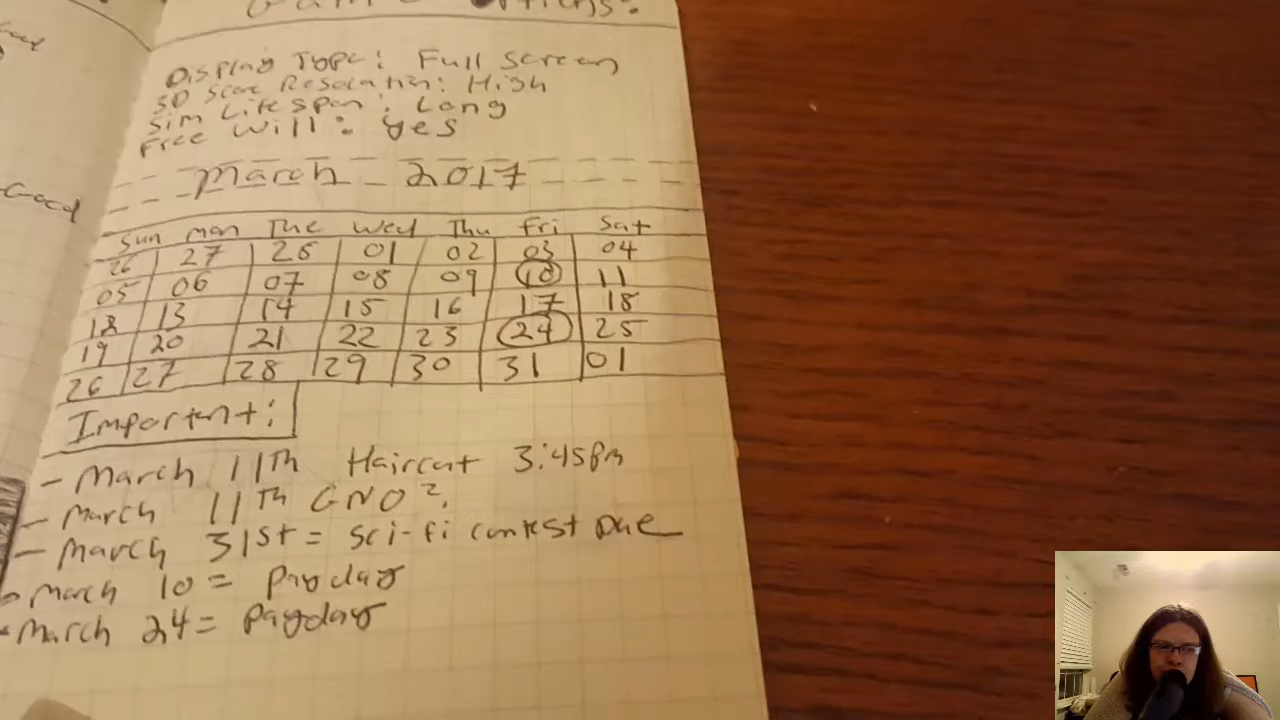 Good
Good
Display Type: Full Screen
3D Scene Resolution: High
Sim Lifespan: Long
Free Will: Yes
March 2017
Sun Mon Tue Wed Thu Fri Sat
26 27 28 01 02 03 04
05 06 07 08 09 10 11
18 13 14 15 16 17 18
19 20 21 22 23 24 25
26 27 28 29 30 31 01
Important:
- March 11Th Haircut 3:45Pm
- March 11Th GNO?
- March 31st = Sci-fi contest Due
- March 10 = Payday
- March 24 = Payday